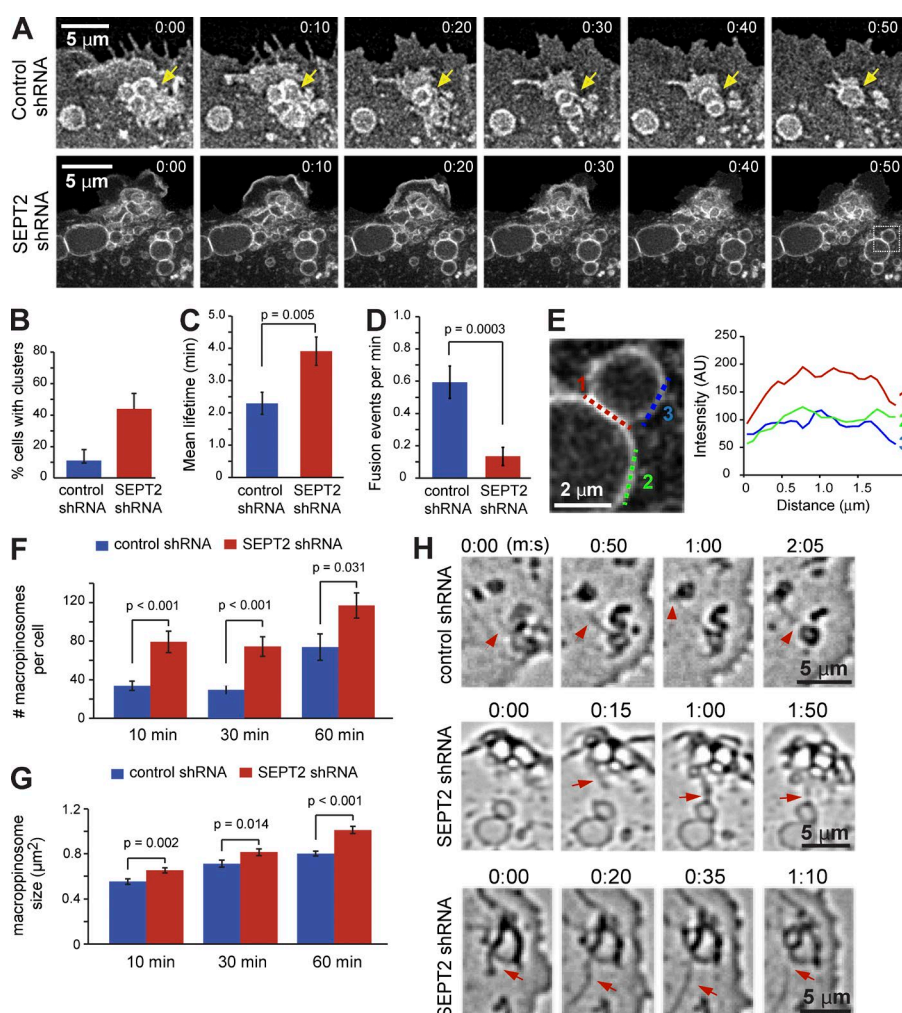 A
5 µm
0:00
0:10
0:20
0:30
0:40
0:50
Control
shRNA
5 µm
0:00
0:10
0:20
0:30
0:40
0:50
SEPT2
shRNA
B
% cells with clusters
80
60
40
20
0
control
shRNA
SEPT2
shRNA
C
Mean lifetime (min)
5.0
4.0
3.0
2.0
1.0
0
p = 0.005
control
shRNA
SEPT2
shRNA
D
Fusion events per min
1
0.8
0.6
0.4
0.2
0
p = 0.0003
control
shRNA
SEPT2
shRNA
E
1
2
3
2 µm
Intesnsity (AU)
250
200
150
100
50
0
0
0.5
1.0
1.5
2.0
1
2
3
Distance (µm)
F
control shRNA SEPT2 shRNA
# macropinosomes
per cell
120
80
40
0
p < 0.001
p < 0.001
p = 0.031
10 min 30 min 60 min
G
control shRNA SEPT2 shRNA
macroppinosome
size (µm²)
1.2
0.8
0.4
0
p = 0.002
p = 0.014
p < 0.001
10 min 30 min 60 min
H
0:00 (m:s) 0:50 1:00 2:05
control shRNA
5 µm
0:00 0:15 1:00 1:50
SEPT2 shRNA
5 µm
0:00 0:20 0:35 1:10
SEPT2 shRNA
5 µm